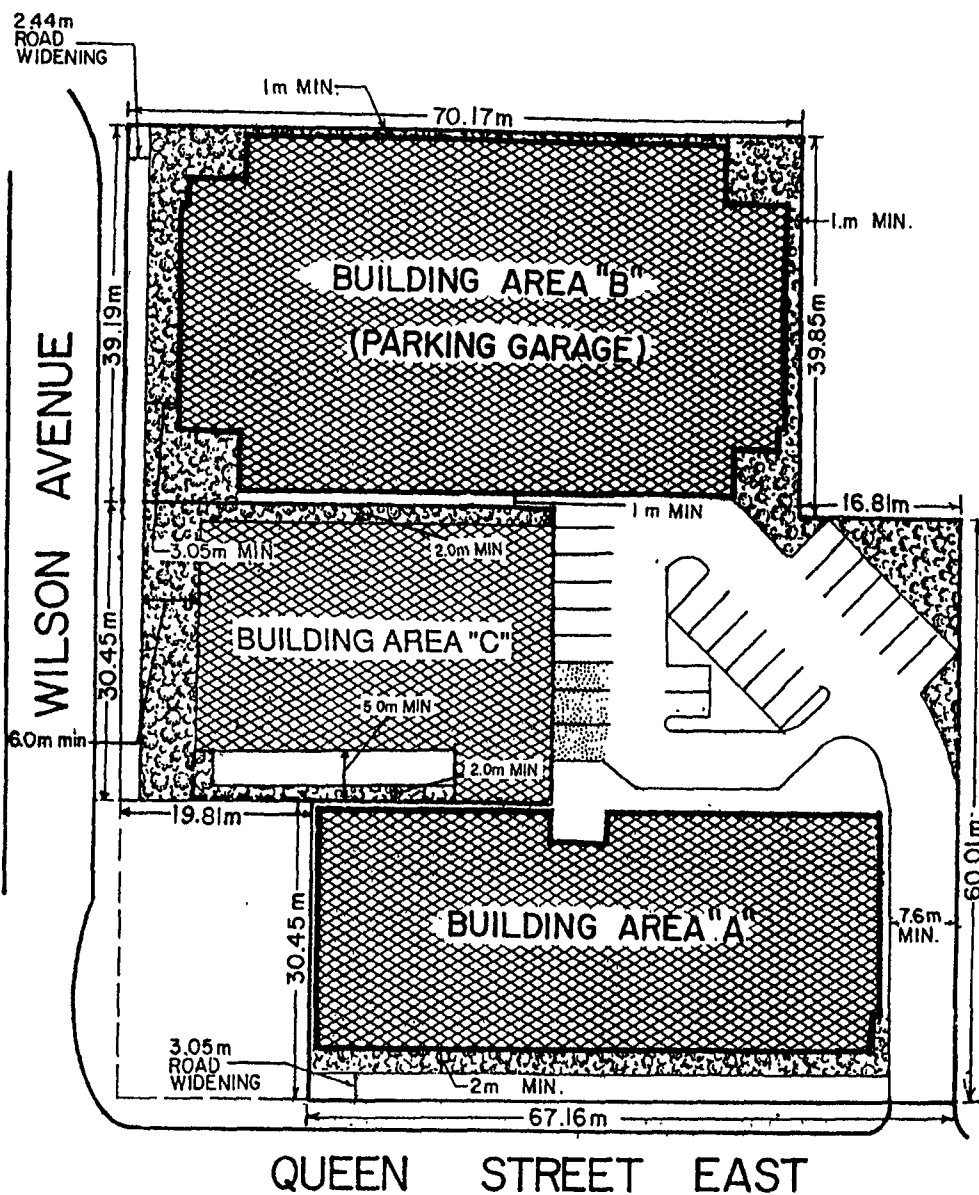 2.44m
ROAD
WIDENING
1m MIN.
70.17m
1.m MIN.
BUILDING AREA "B"
(PARKING GARAGE)
39.19m
39.85m
WILSON AVENUE
16.81m
1m MIN
3.05m MIN
2.0m MIN
BUILDING AREA "C"
30.45m
5.0m MIN
6.0m min
2.0m MIN
19.81m
60.01m
BUILDING AREA "A"
7.6m
MIN.
30.45m
3.05m
ROAD
WIDENING
2m MIN.
67.16m
QUEEN STREET EAST